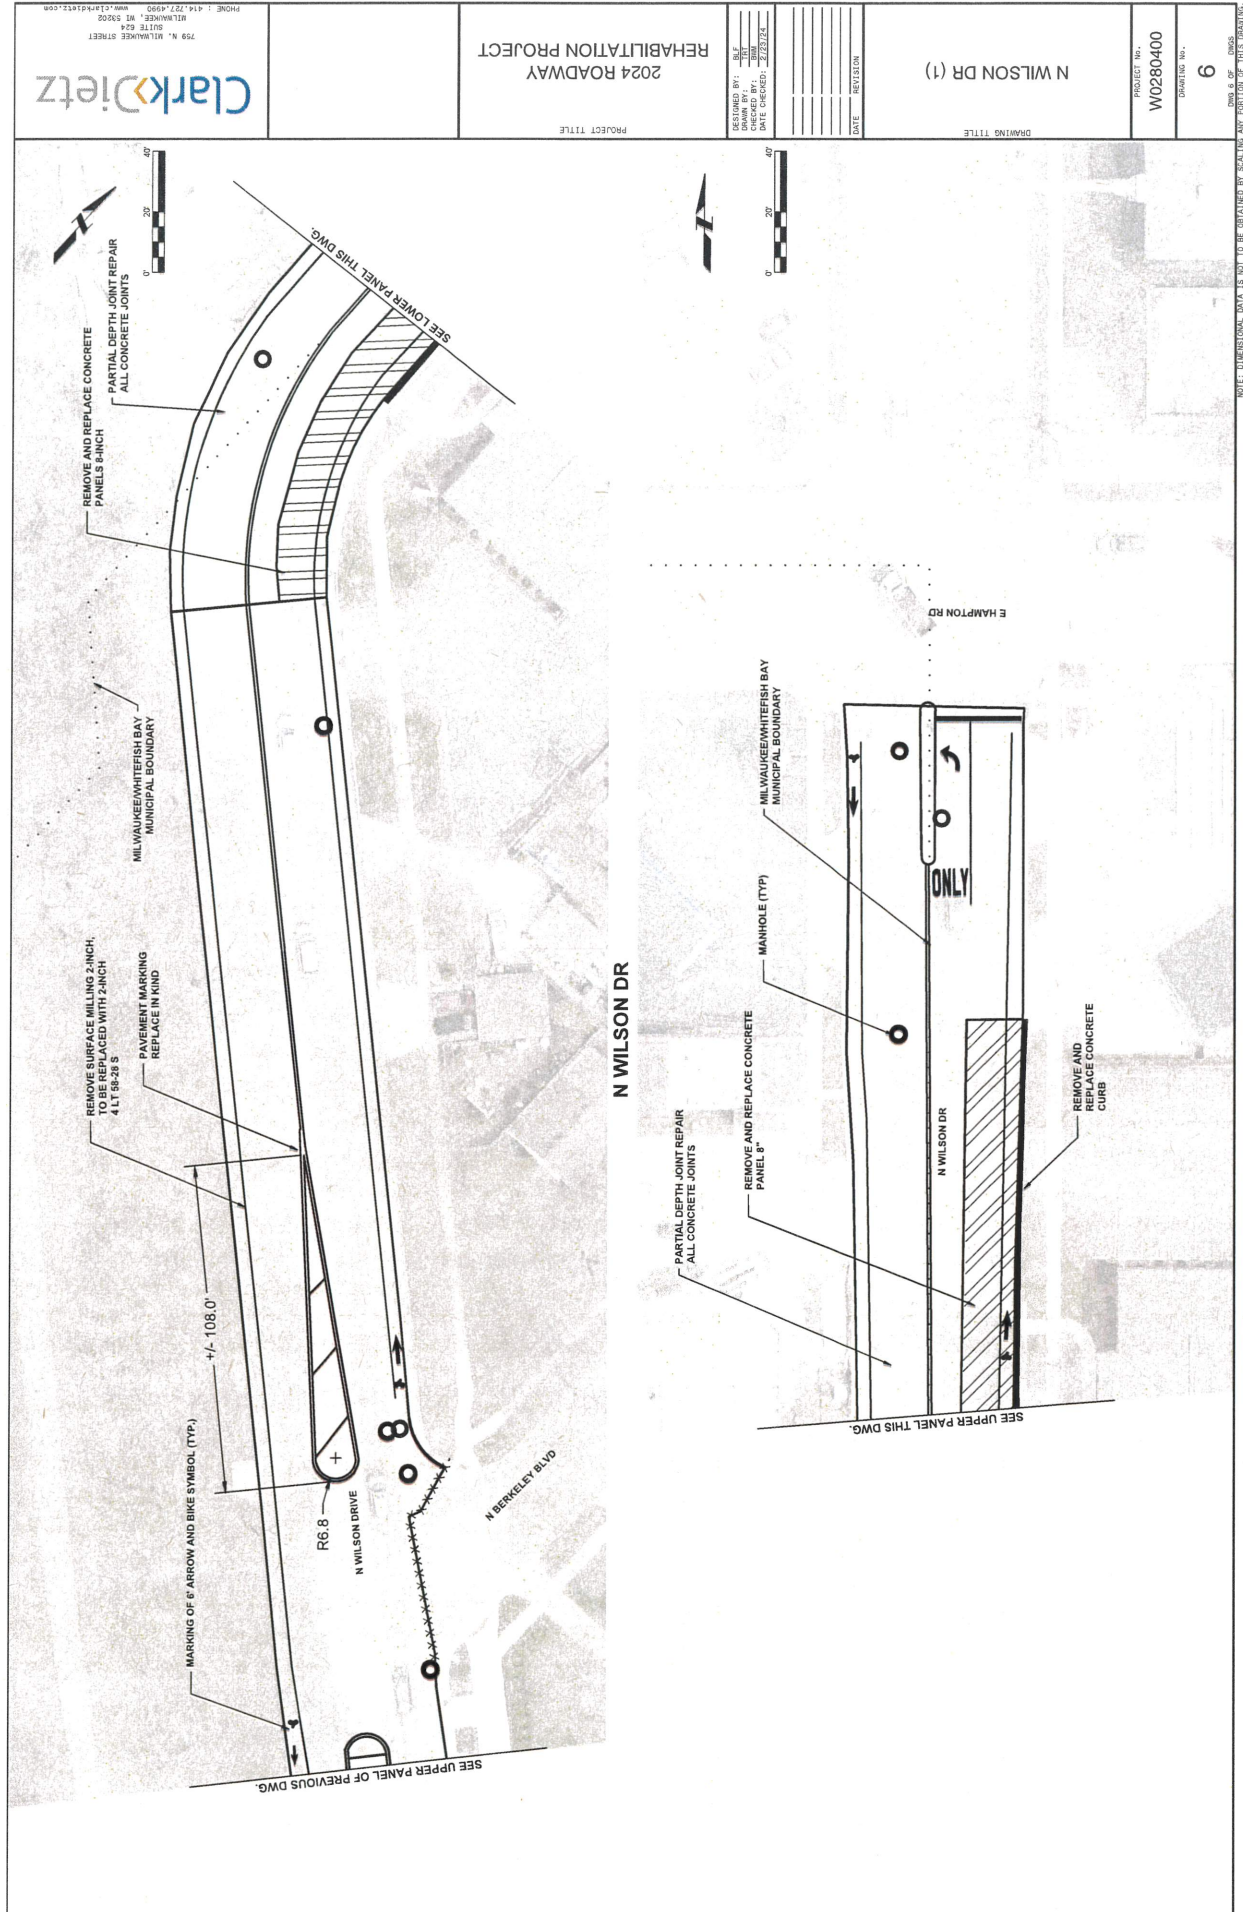 759 N. MILWAUKEE STREET
SUITE 624
MILWAUKEE, WI 53202
PHONE : 414.727.4990 www.clarkdietz.com
Clark Dietz
PROJECT TITLE
2024 ROADWAY
REHABILITATION PROJECT
DESIGNED BY: BLF
DRAWN BY: TRT
CHECKED BY: BMM
DATE CHECKED: 2/23/24
DATE REVISION
DRAWING TITLE
N WILSON DR (1)
PROJECT No.
W0280400
DRAWING No.
6
DWG 6 OF DWGS
NOTE: DIMENSIONAL DATA IS NOT TO BE OBTAINED BY SCALING ANY PORTION OF THIS DRAWING.
0' 20' 40'
REMOVE AND REPLACE CONCRETE
PANELS 8-INCH
PARTIAL DEPTH JOINT REPAIR
ALL CONCRETE JOINTS
SEE LOWER PANEL THIS DWG.
MILWAUKEE/WHITEFISH BAY
MUNICIPAL BOUNDARY
REMOVE SURFACE MILLING 2-INCH,
TO BE REPLACED WITH 2-INCH
4 LT 58-28 S
PAVEMENT MARKING
REPLACE IN KIND
+/- 108.0'
MARKING OF 6' ARROW AND BIKE SYMBOL (TYP.)
R6.8
N WILSON DRIVE
N BERKELEY BLVD
SEE UPPER PANEL OF PREVIOUS DWG.
N WILSON DR
0' 20' 40'
E HAMPTON RD
MILWAUKEE/WHITEFISH BAY
MUNICIPAL BOUNDARY
MANHOLE (TYP)
ONLY
REMOVE AND REPLACE CONCRETE
PANEL 8"
PARTIAL DEPTH JOINT REPAIR
ALL CONCRETE JOINTS
N WILSON DR
REMOVE AND
REPLACE CONCRETE
CURB
SEE UPPER PANEL THIS DWG.